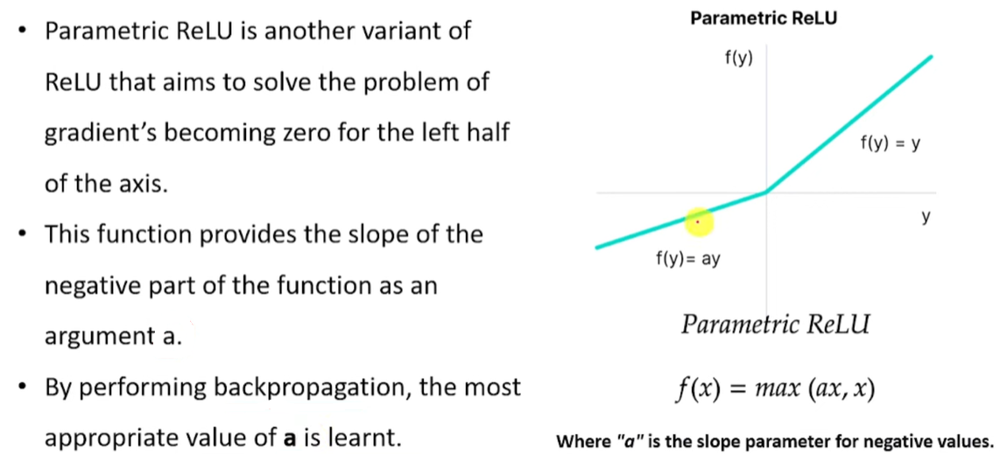 • Parametric ReLU is another variant of
ReLU that aims to solve the problem of
gradient’s becoming zero for the left half
of the axis.
• This function provides the slope of the
negative part of the function as an
argument a.
• By performing backpropagation, the most
appropriate value of a is learnt.
Parametric ReLU
f(y)
f(y) = y
y
f(y)= ay
Parametric ReLU
f(x) = max (ax, x)
Where "a" is the slope parameter for negative values.